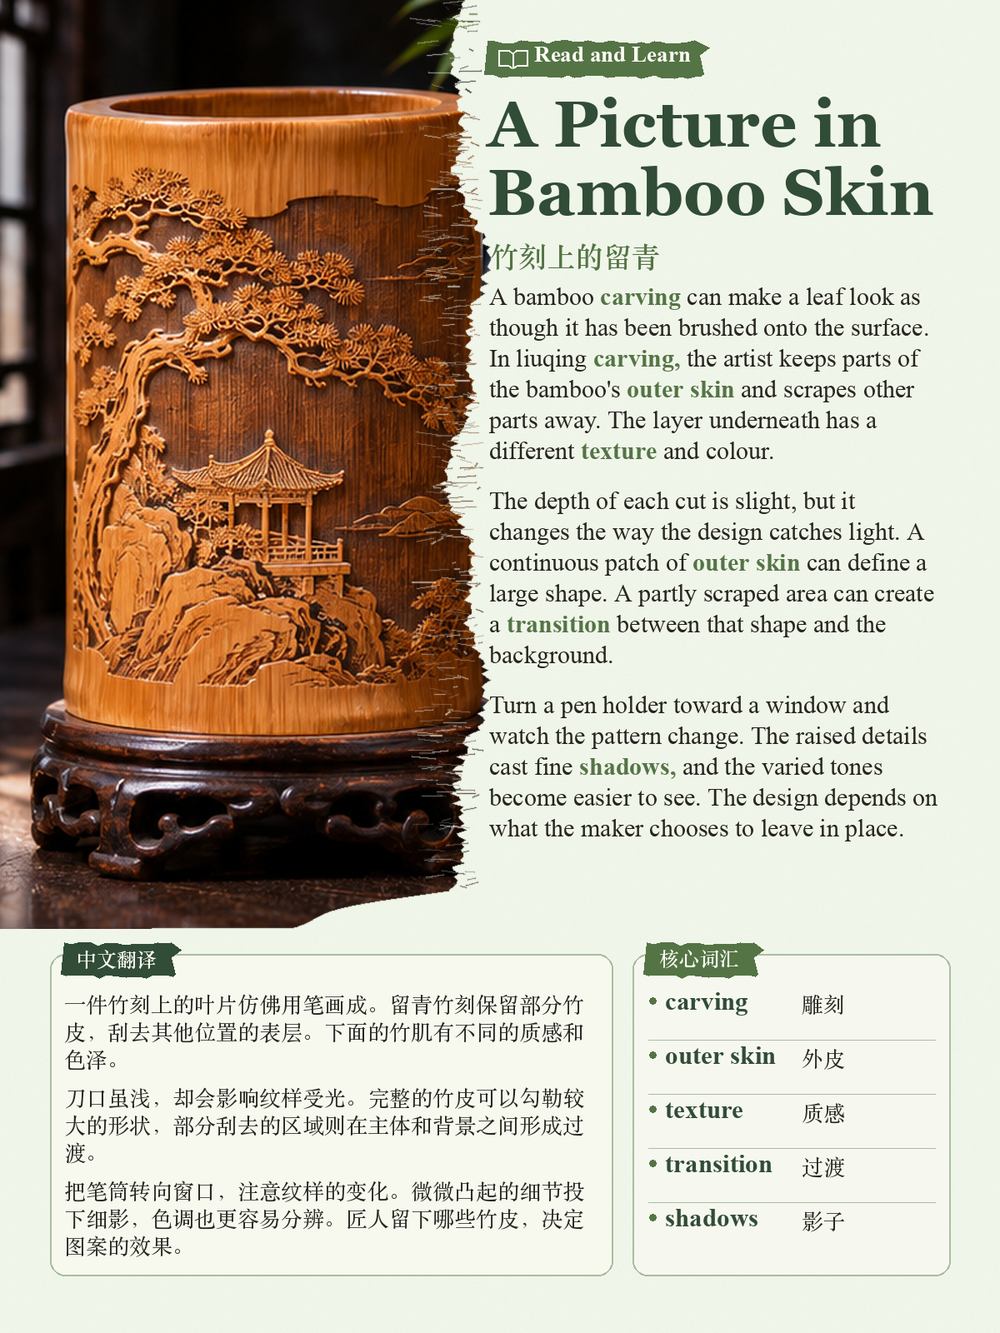 Read and Learn
A Picture in
Bamboo Skin
竹刻上的留青
A bamboo carving can make a leaf look as
though it has been brushed onto the surface.
In liuqing carving, the artist keeps parts of
the bamboo's outer skin and scrapes other
parts away. The layer underneath has a
different texture and colour.
The depth of each cut is slight, but it
changes the way the design catches light. A
continuous patch of outer skin can define a
large shape. A partly scraped area can create
a transition between that shape and the
background.
Turn a pen holder toward a window and
watch the pattern change. The raised details
cast fine shadows, and the varied tones
become easier to see. The design depends on
what the maker chooses to leave in place.
中文翻译
一件竹刻上的叶片仿佛用笔画成。留青竹刻保留部分竹
皮，刮去其他位置的表层。下面的竹肌有不同的质感和
色泽。
刀口虽浅，却会影响纹样受光。完整的竹皮可以勾勒较
大的形状，部分刮去的区域则在主体和背景之间形成过
渡。
把笔筒转向窗口，注意纹样的变化。微微凸起的细节投
下细影，色调也更容易分辨。匠人留下哪些竹皮，决定
图案的效果。
核心词汇
carving 雕刻
outer skin 外皮
texture 质感
transition 过渡
shadows 影子